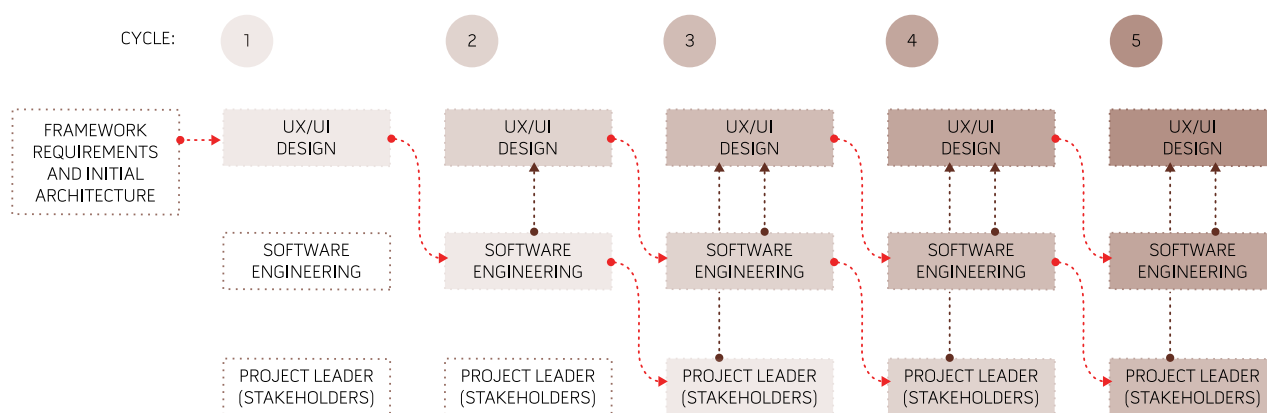 CYCLE:
1
2
3
4
5
FRAMEWORK
REQUIREMENTS
AND INITIAL
ARCHITECTURE
UX/UI
DESIGN
UX/UI
DESIGN
UX/UI
DESIGN
UX/UI
DESIGN
UX/UI
DESIGN
SOFTWARE
ENGINEERING
SOFTWARE
ENGINEERING
SOFTWARE
ENGINEERING
SOFTWARE
ENGINEERING
SOFTWARE
ENGINEERING
PROJECT LEADER
(STAKEHOLDERS)
PROJECT LEADER
(STAKEHOLDERS)
PROJECT LEADER
(STAKEHOLDERS)
PROJECT LEADER
(STAKEHOLDERS)
PROJECT LEADER
(STAKEHOLDERS)